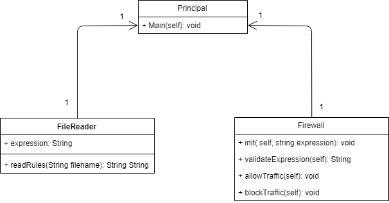 Principal
+ Main(self): void
1
1
1
1
FileReader
+ expression: String
+ readRules(String filename): String String
Firewall
+ init( self, string expression): void
+ validateExpression(self): String
+ allowTraffic(self): void
+ blockTraffic(self): void